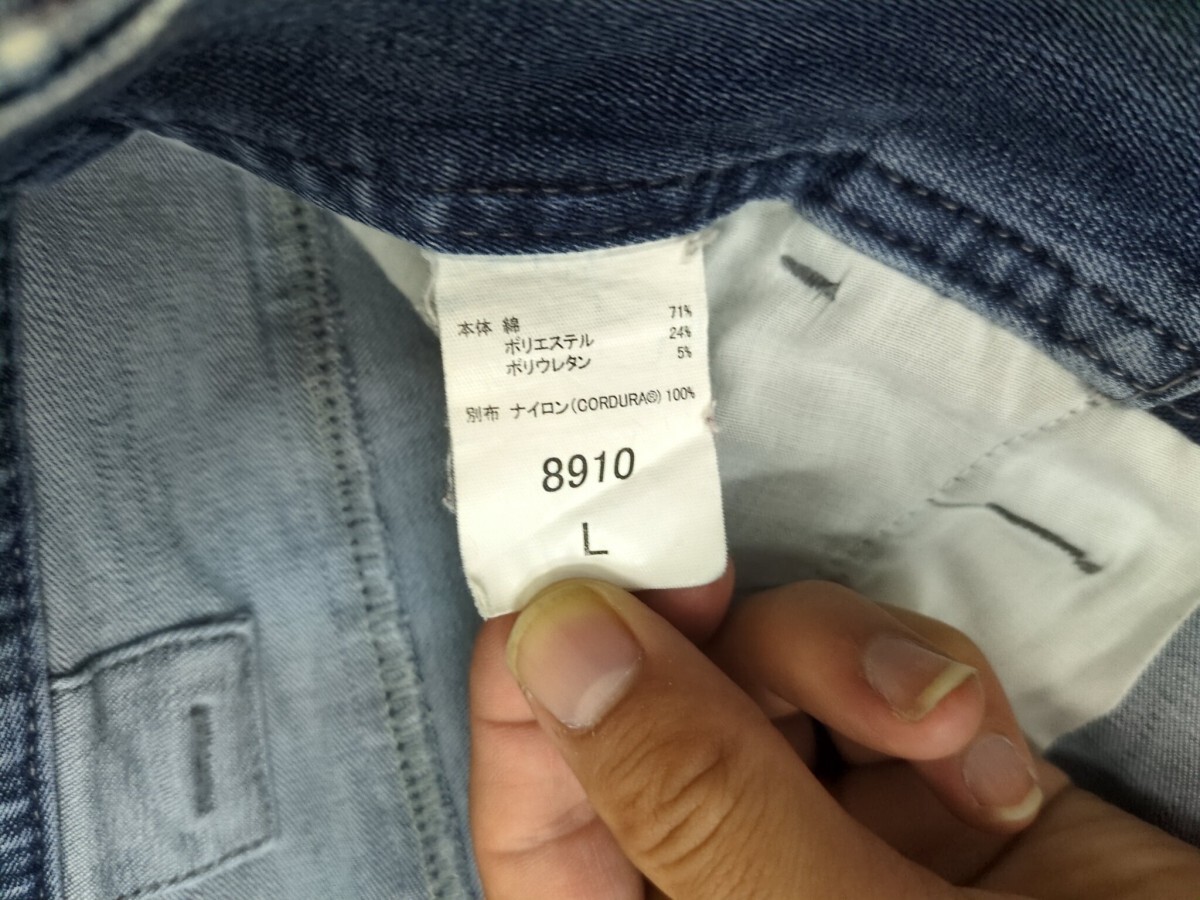 本体 綿 71%
ポリエステル 24%
ポリウレタン 5%
別布 ナイロン(CORDURA®) 100%
8910
L